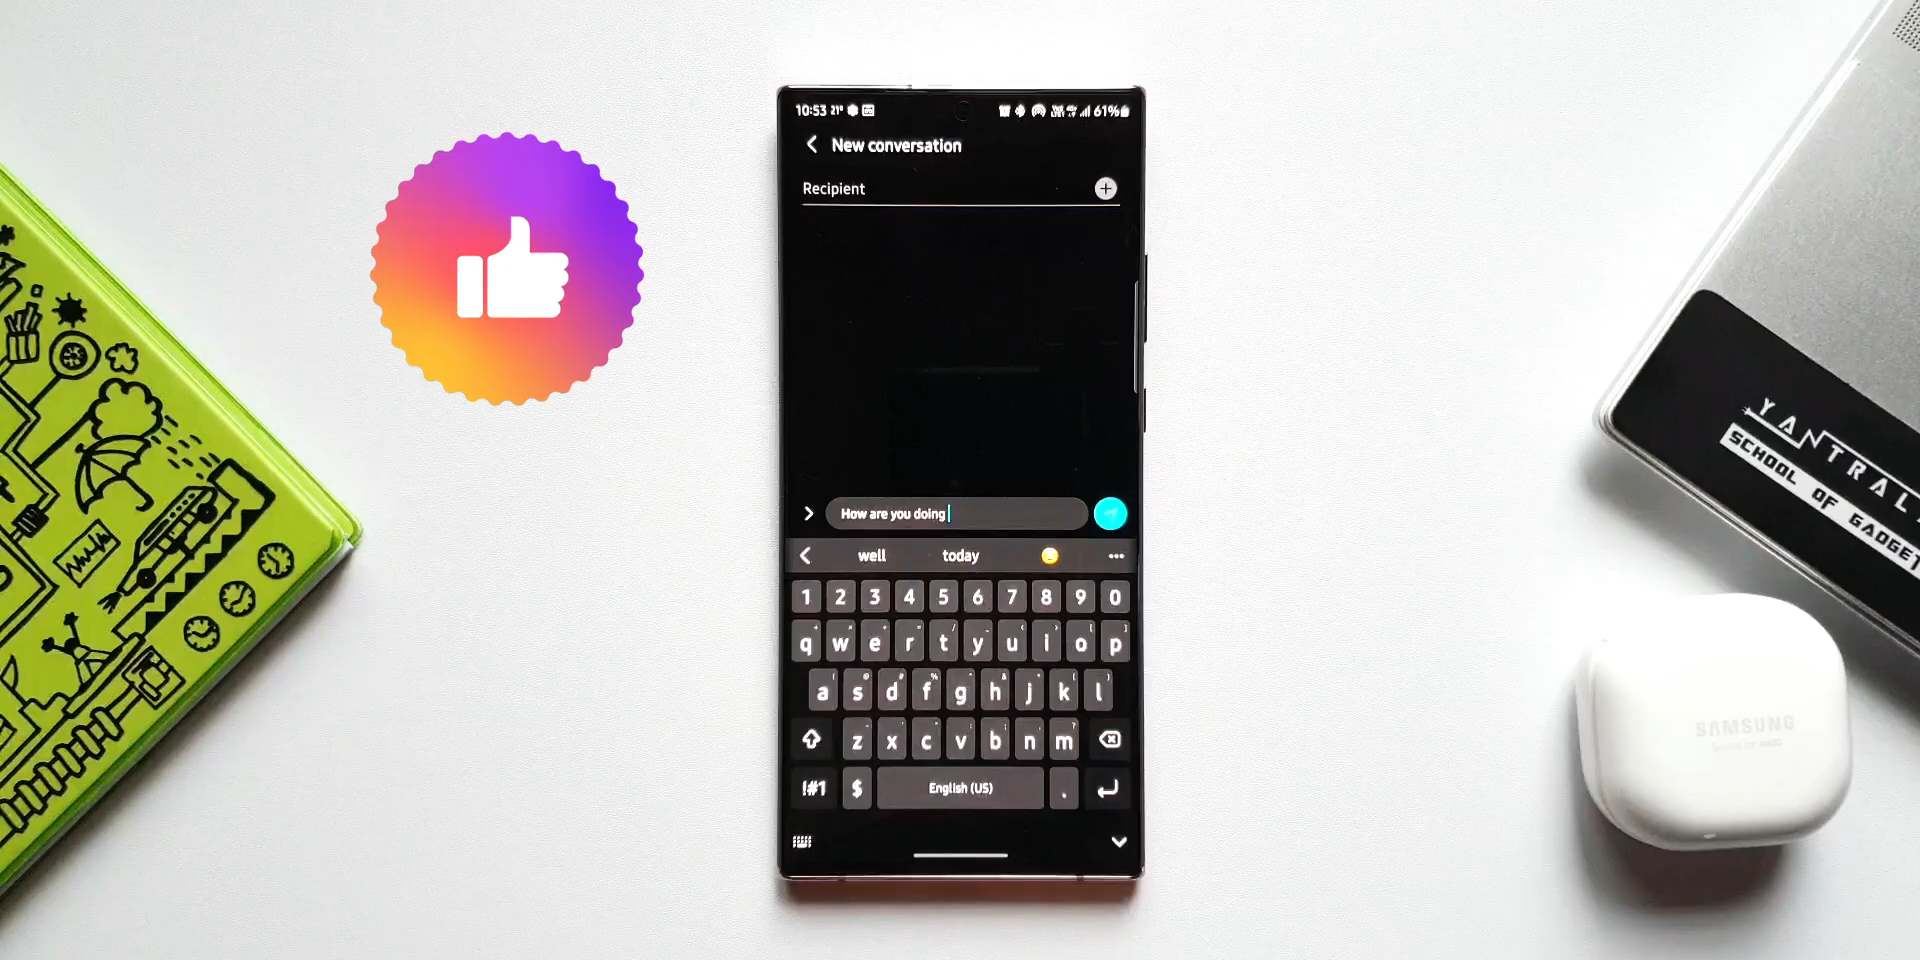 10:53 21° 61%
New conversation
Recipient
How are you doing
well today
1 2 3 4 5 6 7 8 9 0
q w e r t y u i o p
a s d f g h j k l
z x c v b n m
!#1 $ English (US) .
YANTRAL
SCHOOL OF GADGET
SAMSUNG